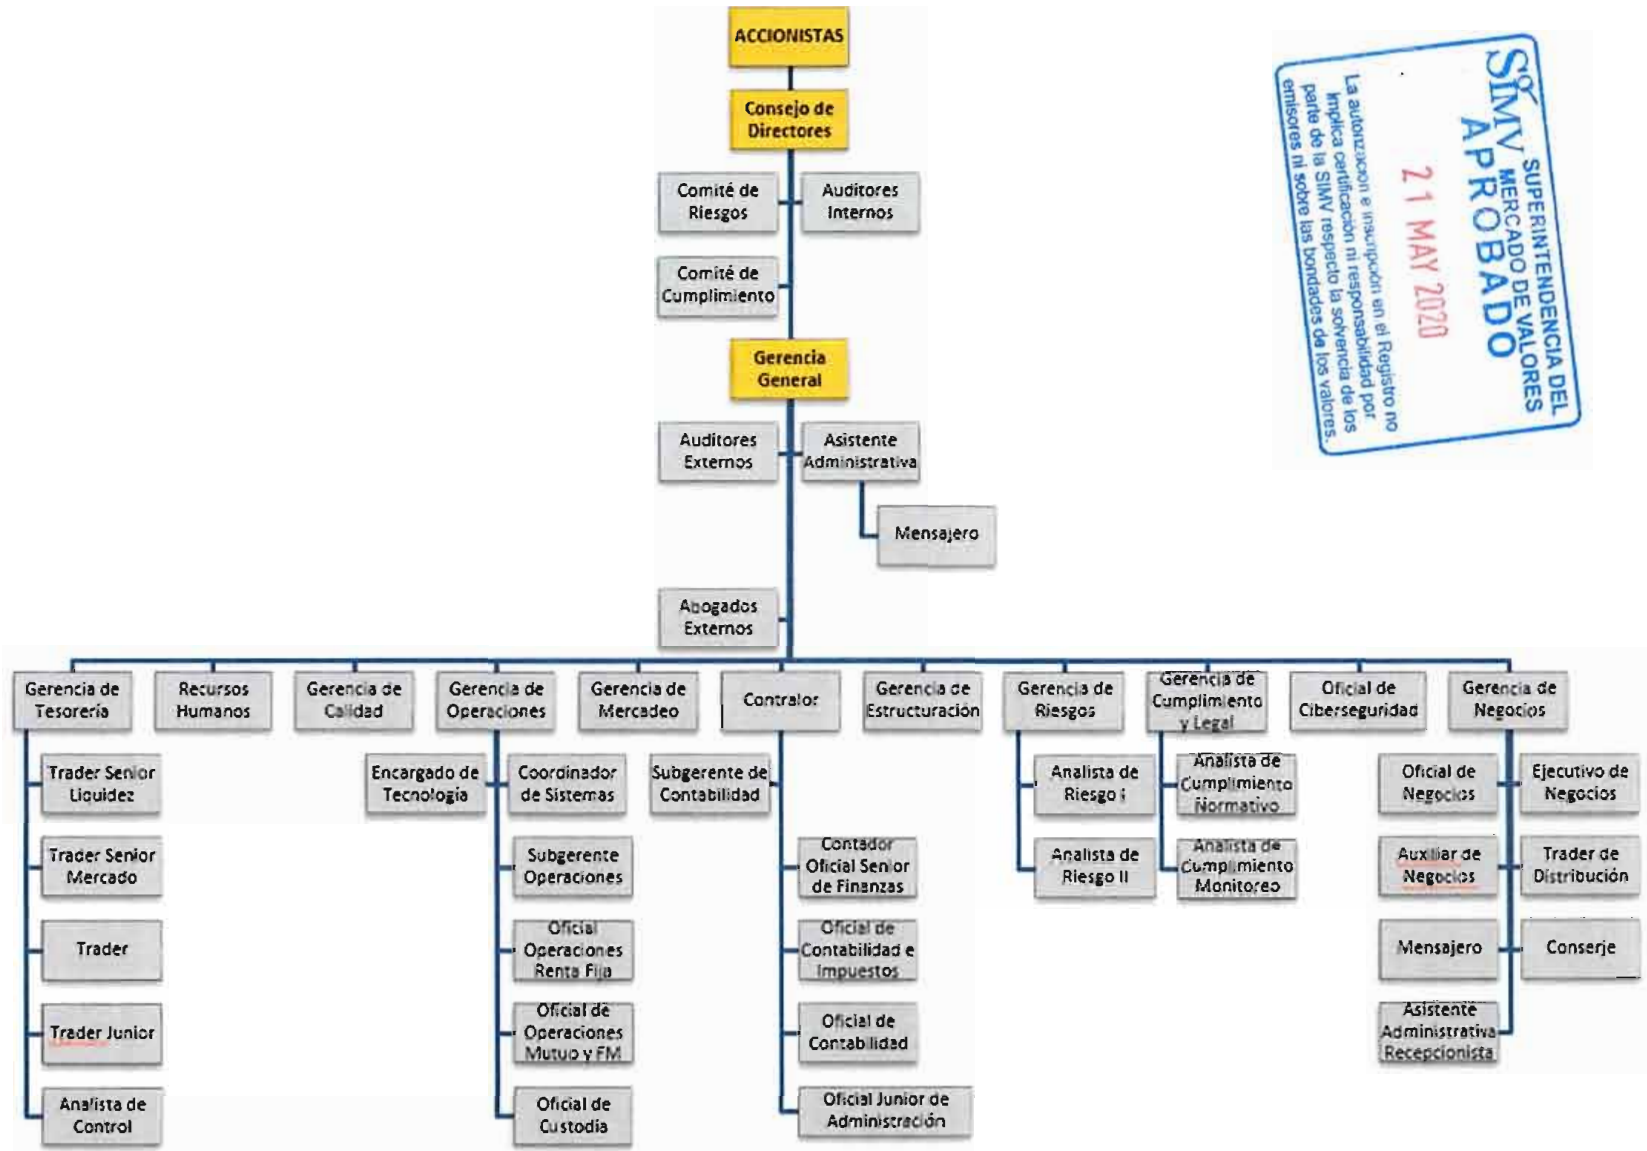 ACCIONISTAS
Consejo de
Directores
Comité de
Riesgos
Auditores
Internos
Comité de
Cumplimiento
Gerencia
General
Auditores
Externos
Asistente
Administrativa
Mensajero
Abogados
Externos
SIMV SUPERINTENDENCIA DEL
MERCADO DE VALORES
APROBADO
21 MAY 2020
La autorización e inscripción en el Registro no
implica certificación ni responsabilidad por
parte de la SIMV respecto la solvencia de los
emisores ni sobre las bondades de los valores.
Gerencia de
Tesorería
Recursos
Humanos
Gerencia de
Calidad
Gerencia de
Operaciones
Gerencia de
Mercadeo
Contralor
Gerencia de
Estructuración
Gerencia de
Riesgos
Gerencia de
Cumplimiento
y Legal
Oficial de
Ciberseguridad
Gerencia de
Negocios
Trader Senior
Liquidez
Trader Senior
Mercado
Trader
Trader Junior
Analista de
Control
Encargado de
Tecnología
Coordinador
de Sistemas
Subgerente
Operaciones
Oficial
Operaciones
Renta Fija
Oficial de
Operaciones
Mutuo y FM
Oficial de
Custodia
Subgerente de
Contabilidad
Contador
Oficial Senior
de Finanzas
Oficial de
Contabilidad e
Impuestos
Oficial de
Contabilidad
Oficial Junior de
Administración
Analista de
Riesgo I
Analista de
Riesgo II
Analista de
Cumplimiento
Normativo
Analista de
Cumplimiento
Monitoreo
Oficial de
Negocios
Ejecutivo de
Negocios
Auxiliar de
Negocios
Trader de
Distribución
Mensajero
Conserje
Asistente
Administrativa
Recepcionista